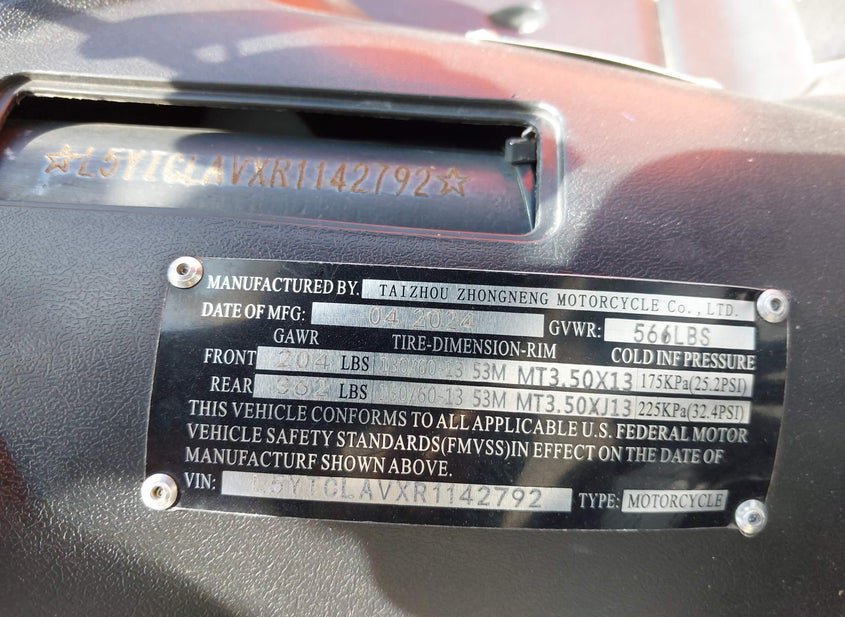 ☆L5YTCLAVXR1142792☆
MANUFACTURED BY. TAIZHOU ZHONGNENG MOTORCYCLE Co., LTD.
DATE OF MFG: 04 2024 GVWR: 566LBS
GAWR TIRE-DIMENSION-RIM COLD INF PRESSURE
FRONT 204 LBS 130/60-13 53M MT3.50X13 175KPa(25.2PSI)
REAR 362 LBS 130/60-13 53M MT3.50XJ13 225KPa(32.4PSI)
THIS VEHICLE CONFORMS TO ALL APPLICABLE U.S. FEDERAL MOTOR
VEHICLE SAFETY STANDARDS(FMVSS)IN EFFECT ON THE DATE OF
MANUFACTURF SHOWN ABOVE.
VIN: L5YTCLAVXR1142792 TYPE: MOTORCYCLE